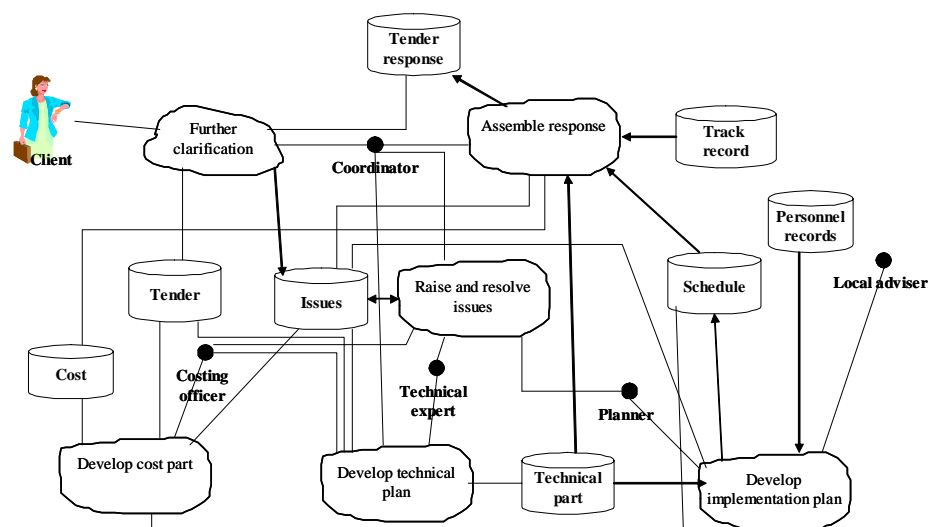 Tender
response
Further
clarification
Assemble response
Track
record
Client
Coordinator
Personnel
records
Tender
Issues
Raise and resolve
issues
Schedule
Local adviser
Cost
Costing
officer
Technical
expert
Planner
Develop cost part
Develop technical
plan
Technical
part
Develop
implementation plan